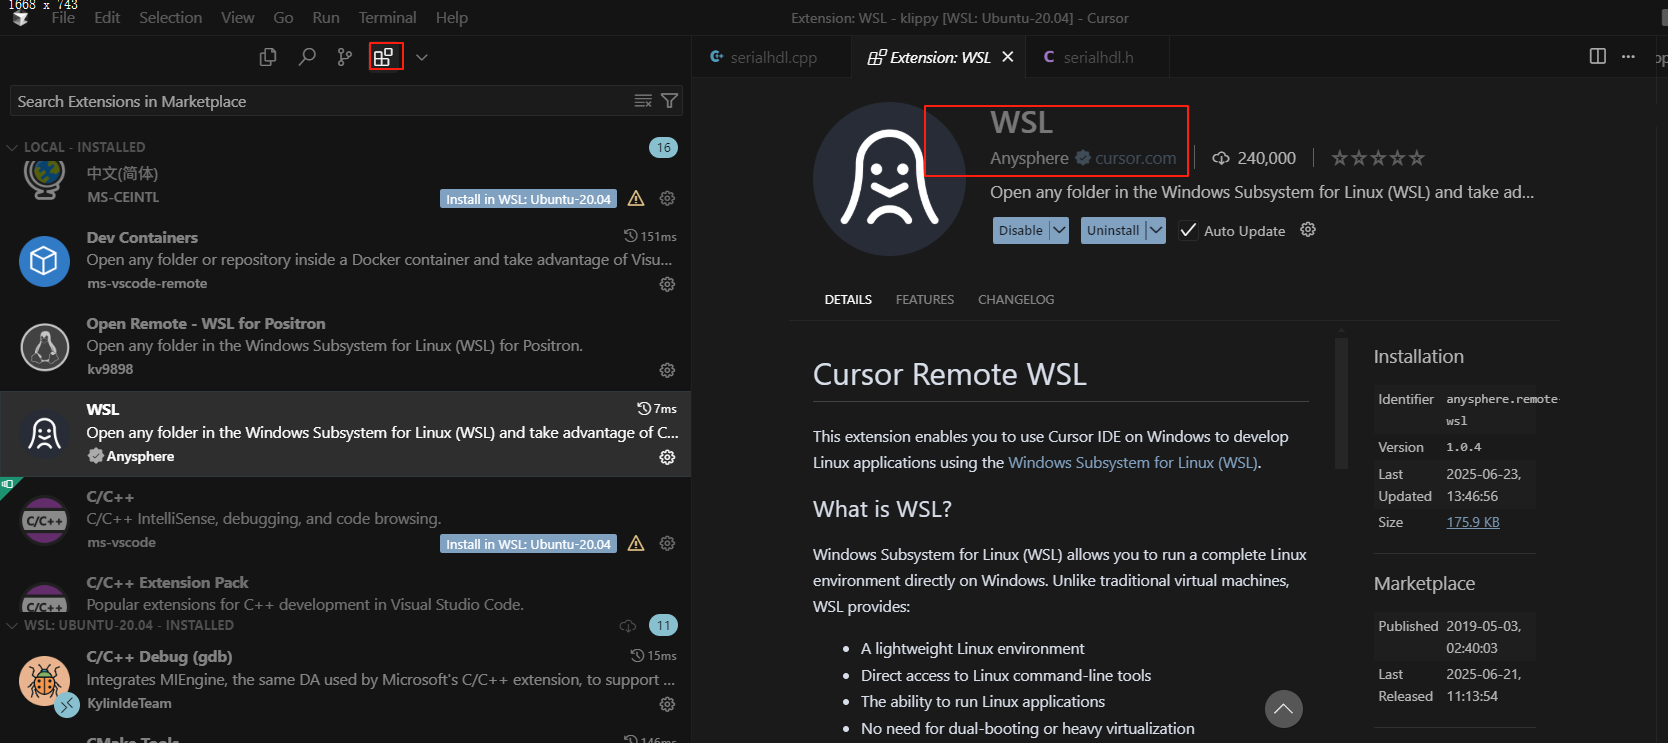 1668 x 743
File Edit Selection View Go Run Terminal Help
Extension: WSL - klippy [WSL: Ubuntu-20.04] - Cursor
serialhdl.cpp
Extension: WSL
serialhdl.h
Search Extensions in Marketplace
LOCAL - INSTALLED
16
中文(简体)
MS-CEINTL
Install in WSL: Ubuntu-20.04
Dev Containers
151ms
Open any folder or repository inside a Docker container and take advantage of Visu...
ms-vscode-remote
Open Remote - WSL for Positron
Open any folder in the Windows Subsystem for Linux (WSL) for Positron.
kv9898
WSL
7ms
Open any folder in the Windows Subsystem for Linux (WSL) and take advantage of C...
Anysphere
C/C++
C/C++
C/C++ IntelliSense, debugging, and code browsing.
ms-vscode
Install in WSL: Ubuntu-20.04
C/C++ Extension Pack
C/C++
Popular extensions for C++ development in Visual Studio Code.
WSL: UBUNTU-20.04 - INSTALLED
11
C/C++ Debug (gdb)
15ms
Integrates MIEngine, the same DA used by Microsoft's C/C++ extension, to support ...
KylinIdeTeam
CMake Tools
146ms
WSL
Anysphere cursor.com
240,000
Open any folder in the Windows Subsystem for Linux (WSL) and take ad...
Disable
Uninstall
Auto Update
DETAILS FEATURES CHANGELOG
Cursor Remote WSL
This extension enables you to use Cursor IDE on Windows to develop
Linux applications using the Windows Subsystem for Linux (WSL).
What is WSL?
Windows Subsystem for Linux (WSL) allows you to run a complete Linux
environment directly on Windows. Unlike traditional virtual machines,
WSL provides:
• A lightweight Linux environment
• Direct access to Linux command-line tools
• The ability to run Linux applications
• No need for dual-booting or heavy virtualization
Installation
Identifier anysphere.remote-
wsl
Version 1.0.4
Last 2025-06-23,
Updated 13:46:56
Size 175.9 KB
Marketplace
Published 2019-05-03,
02:40:03
Last 2025-06-21,
Released 11:13:54